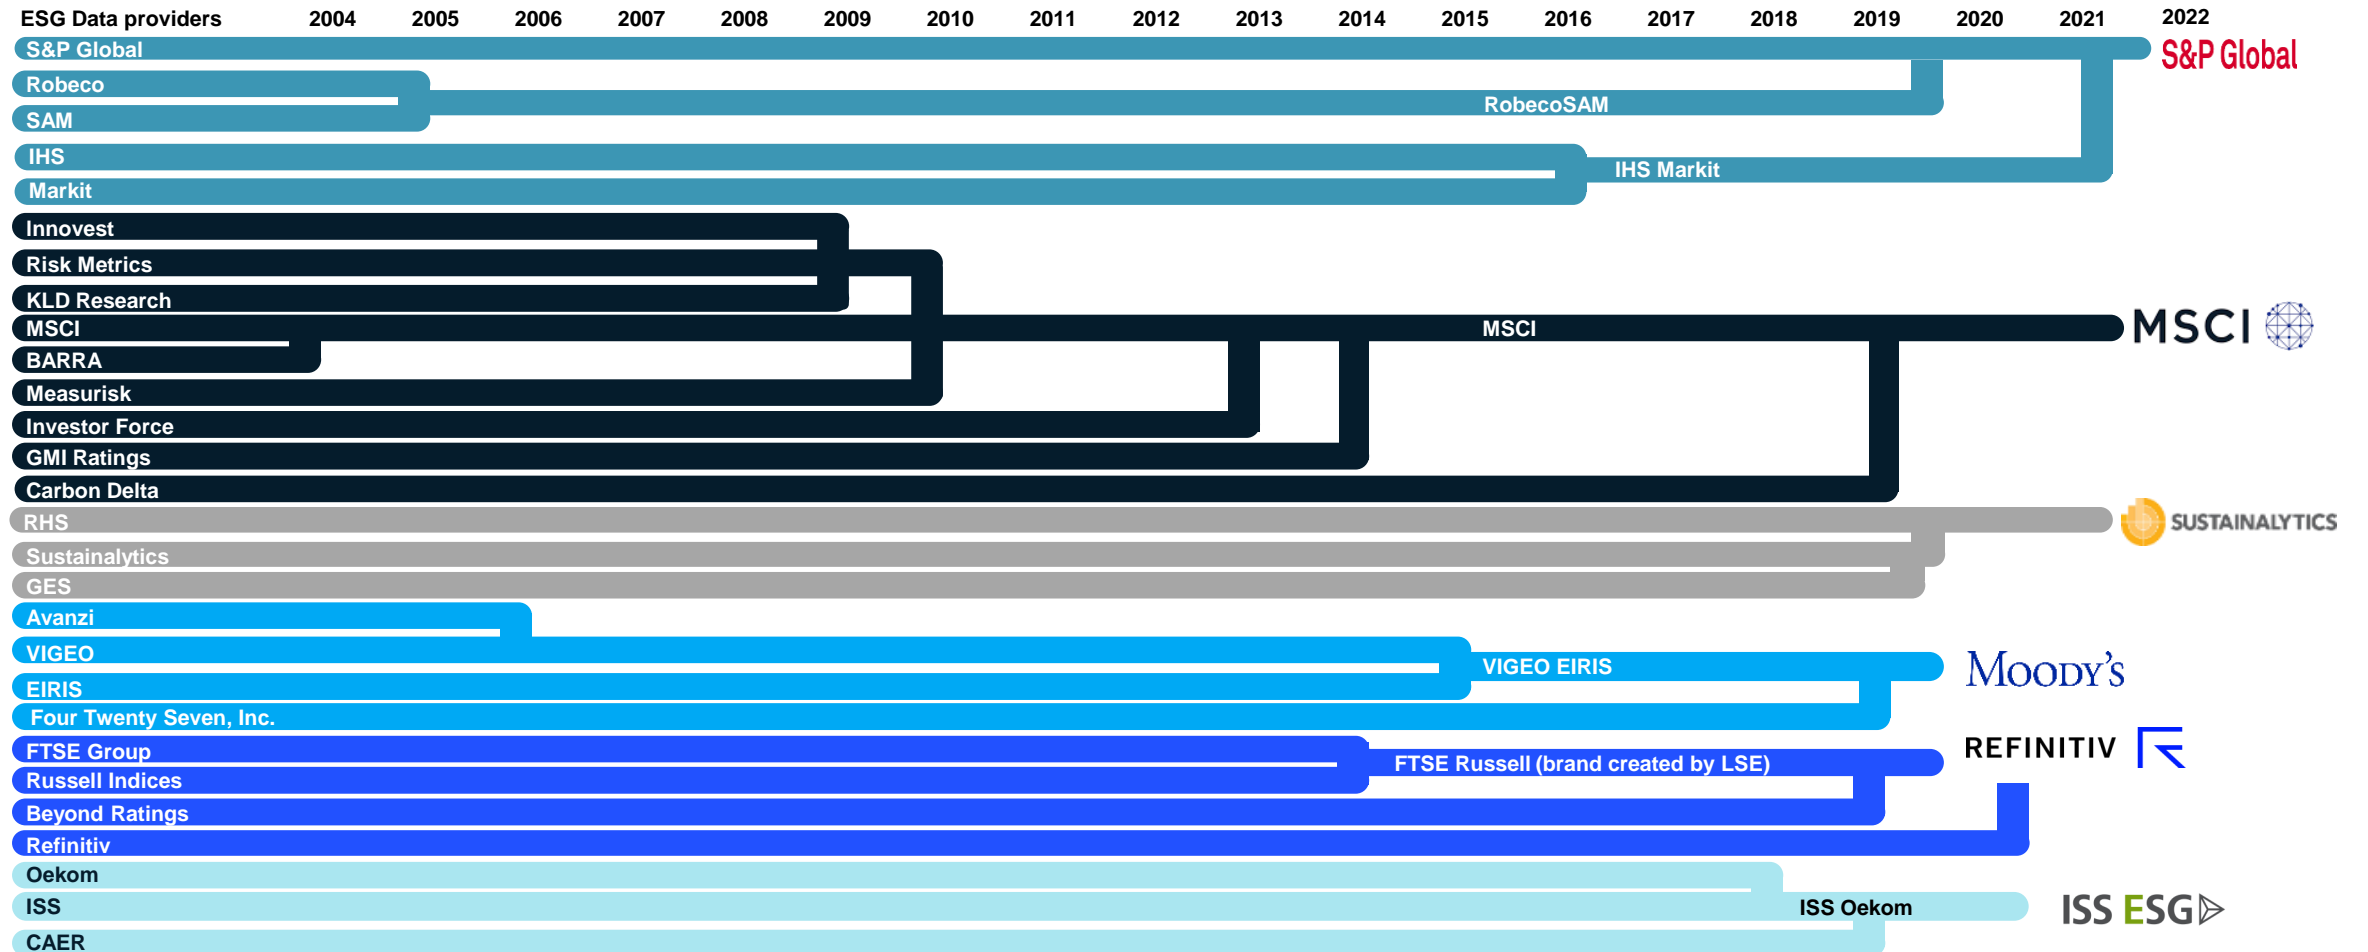 ESG Data providers 2004 2005 2006 2007 2008 2009 2010 2011 2012 2013 2014 2015 2016 2017 2018 2019 2020 2021 2022
S&P Global
S&P Global
Robeco
RobecoSAM
SAM
IHS
IHS Markit
Markit
Innovest
Risk Metrics
KLD Research
MSCI
MSCI
MSCI
BARRA
Measurisk
Investor Force
GMI Ratings
Carbon Delta
RHS
SUSTAINALYTICS
Sustainalytics
GES
Avanzi
VIGEO
VIGEO EIRIS
MOODY'S
EIRIS
Four Twenty Seven, Inc.
FTSE Group
REFINITIV
FTSE Russell (brand created by LSE)
Russell Indices
Beyond Ratings
Refinitiv
Oekom
ISS
ISS Oekom
ISS ESG
CAER